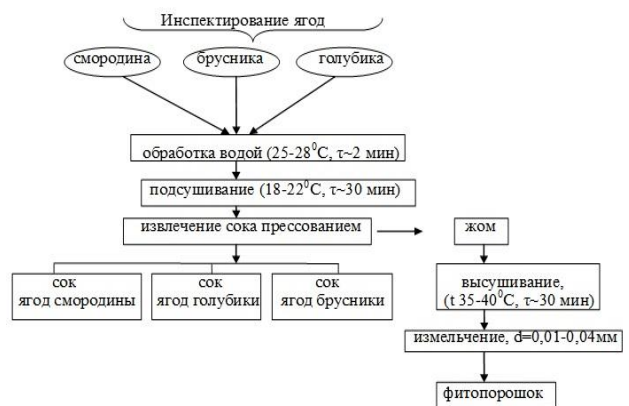 Инспектирование ягод
смородина
брусника
голубика
обработка водой (25-28⁰С, τ~2 мин)
подсушивание (18-22⁰С, τ~30 мин)
извлечение сока прессованием
жом
сок
ягод смородины
сок
ягод голубики
сок
ягод брусники
высушивание,
(t 35-40⁰С, τ~30 мин)
измельчение, d=0,01-0,04мм
фитопорошок